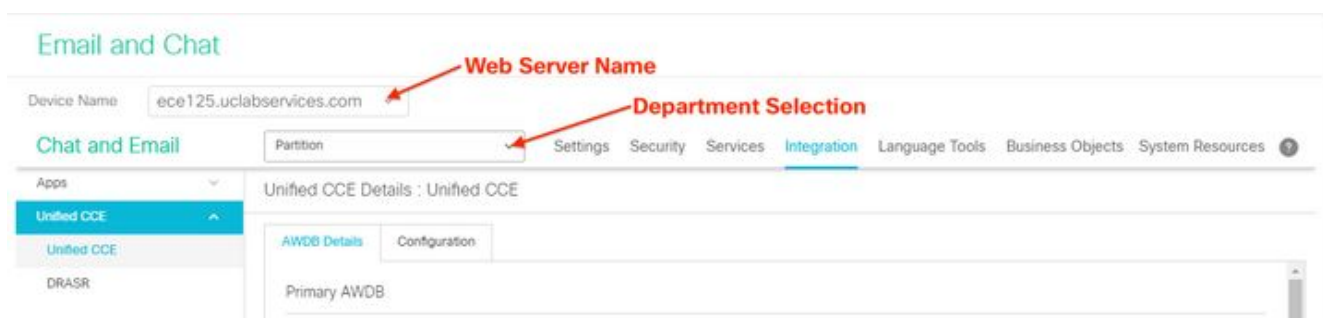 Email and Chat
Web Server Name
Device Name ece125.uclabservices.com
Department Selection
Chat and Email Partition Settings Security Services Integration Language Tools Business Objects System Resources ?
Apps Unified CCE Details : Unified CCE
Unified CCE
Unified CCE AWDB Details Configuration
DRASR Primary AWDB